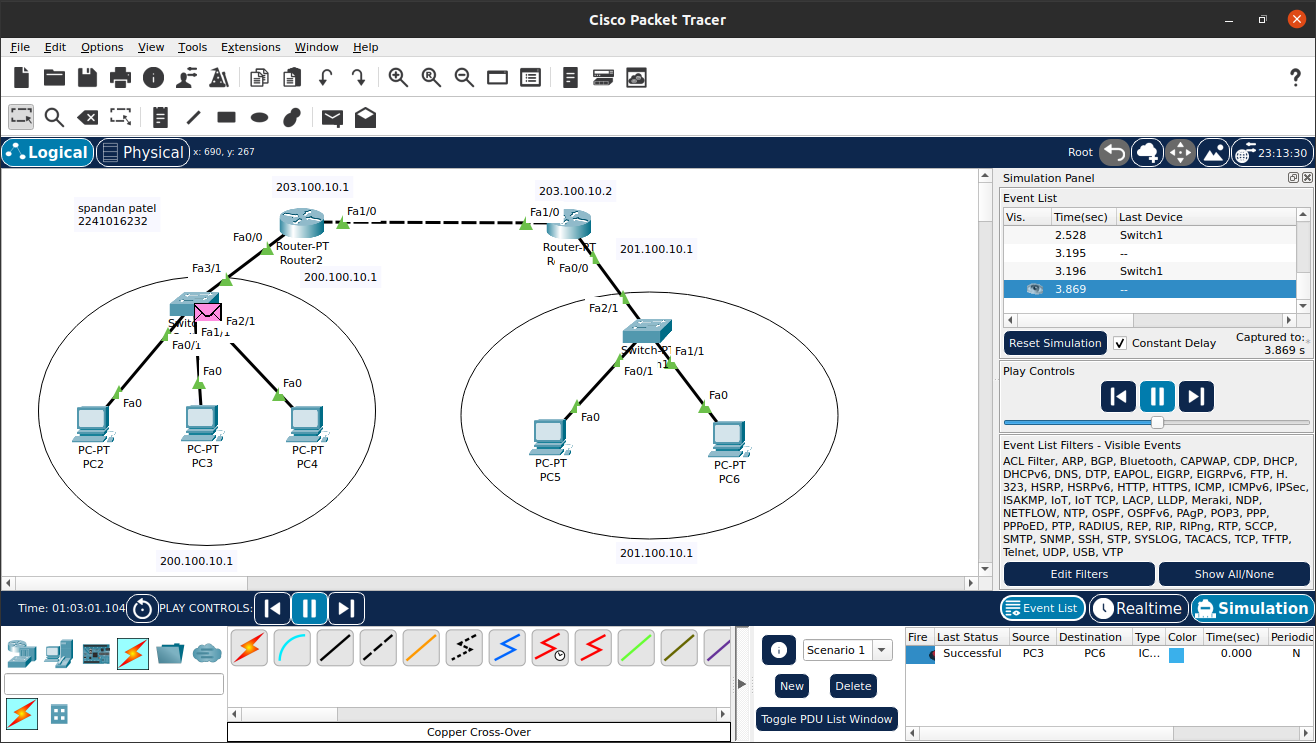 Cisco Packet Tracer
File Edit Options View Tools Extensions Window Help
Logical Physical x: 690, y: 267 Root 23:13:30
Simulation Panel
Event List
Vis. Time(sec) Last Device
2.528 Switch1
3.195 --
3.196 Switch1
3.869 --
Reset Simulation Constant Delay Captured to:
3.869 s
Play Controls
Event List Filters - Visible Events
ACL Filter, ARP, BGP, Bluetooth, CAPWAP, CDP, DHCP,
DHCPv6, DNS, DTP, EAPOL, EIGRP, EIGRPv6, FTP, H.
323, HSRP, HSRPv6, HTTP, HTTPS, ICMP, ICMPv6, IPSec,
ISAKMP, IoT, IoT TCP, LACP, LLDP, Meraki, NDP,
NETFLOW, NTP, OSPF, OSPFv6, PAgP, POP3, PPP,
PPPoED, PTP, RADIUS, REP, RIP, RIPng, RTP, SCCP,
SMTP, SNMP, SSH, STP, SYSLOG, TACACS, TCP, TFTP,
Telnet, UDP, USB, VTP
Edit Filters Show All/None
spandan patel
2241016232
203.100.10.1
203.100.10.2
Fa1/0
Fa1/0
Fa0/0
Router-PT
Router2
Router-PT
Fa0/0
201.100.10.1
200.100.10.1
Fa3/1
Fa2/1
Fa1/1
Fa0/1
Fa0
Fa0
Fa0
PC-PT
PC2
PC-PT
PC3
PC-PT
PC4
200.100.10.1
Fa2/1
Switch-PT
Fa1/1
Fa0/1
Fa0
Fa0
PC-PT
PC5
PC-PT
PC6
201.100.10.1
Time: 01:03:01.104 PLAY CONTROLS: Event List Realtime Simulation
Copper Cross-Over
Scenario 1
New Delete
Toggle PDU List Window
Fire Last Status Source Destination Type Color Time(sec) Periodic
Successful PC3 PC6 IC... 0.000 N